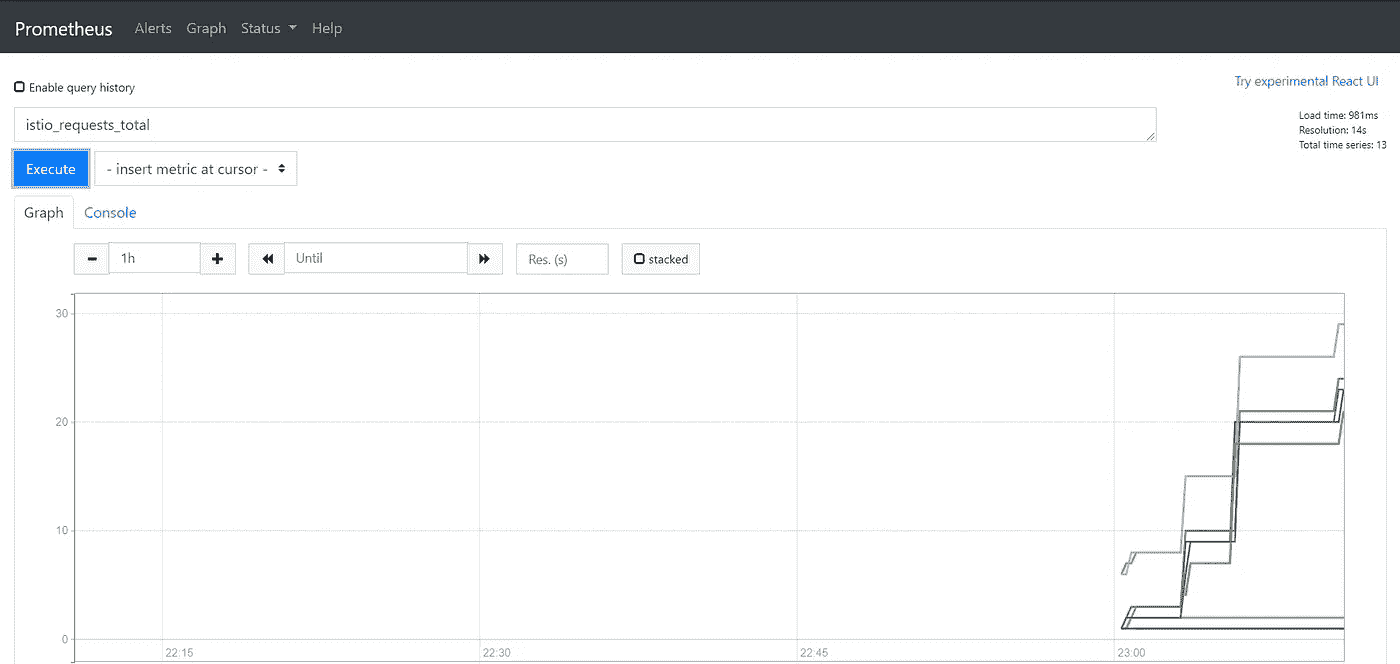 Prometheus Alerts Graph Status Help
Enable query history
Try experimental React UI
istio_requests_total
Load time: 981ms
Resolution: 14s
Total time series: 13
Execute - insert metric at cursor -
Graph Console
1h Until Res. (s) stacked
30
20
10
0
22:15 22:30 22:45 23:00